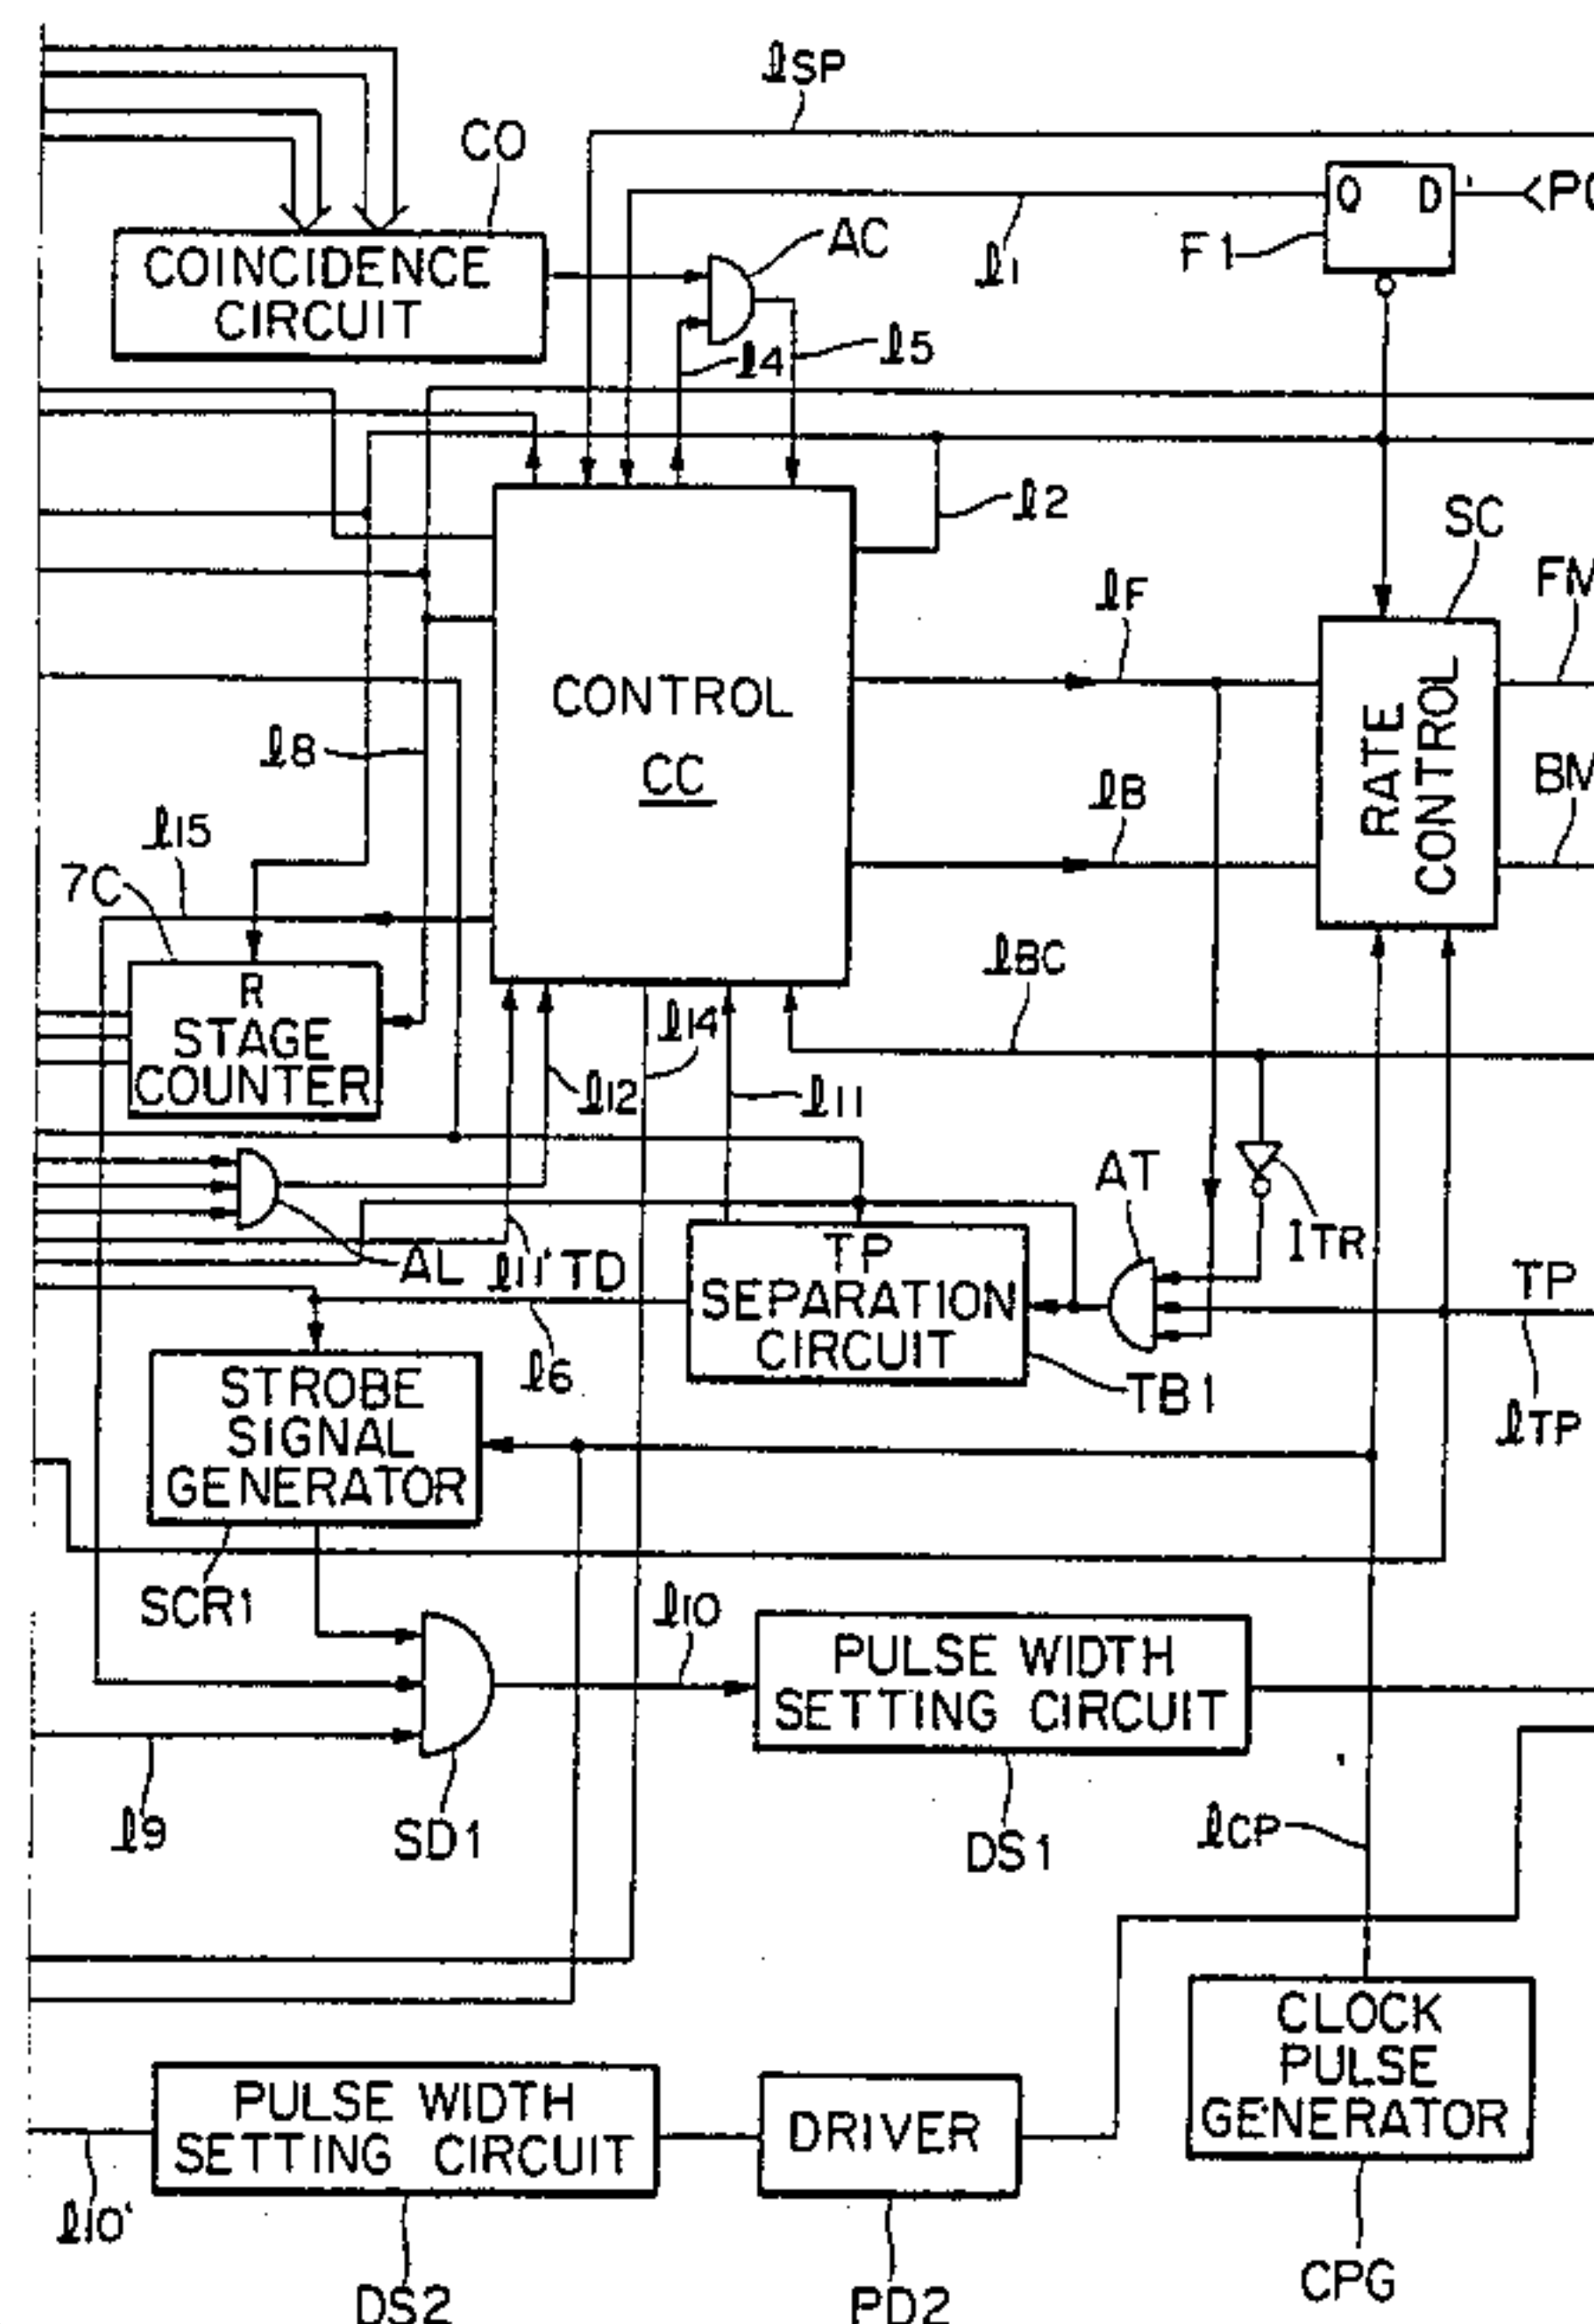 ℓSP
CO
Q D
AC
F1
ℓ1
COINCIDENCE
CIRCUIT
ℓ4
ℓ5
ℓ2
SC
FM
ℓF
CONTROL
CC
RATE
CONTROL
ℓ8
ℓB
BM
ℓ15
7C
ℓBC
R
STAGE
COUNTER
ℓ14
ℓ12
ℓ11
AT
ITR
AL
ℓ11'
TD
TP
SEPARATION
CIRCUIT
TP
STROBE
SIGNAL
GENERATOR
ℓ6
TB1
ℓTP
SCR1
ℓ10
PULSE WIDTH
SETTING CIRCUIT
ℓ9
SD1
DS1
ℓCP
CLOCK
PULSE
GENERATOR
PULSE WIDTH
SETTING CIRCUIT
DRIVER
ℓ10'
DS2
PD2
CPG